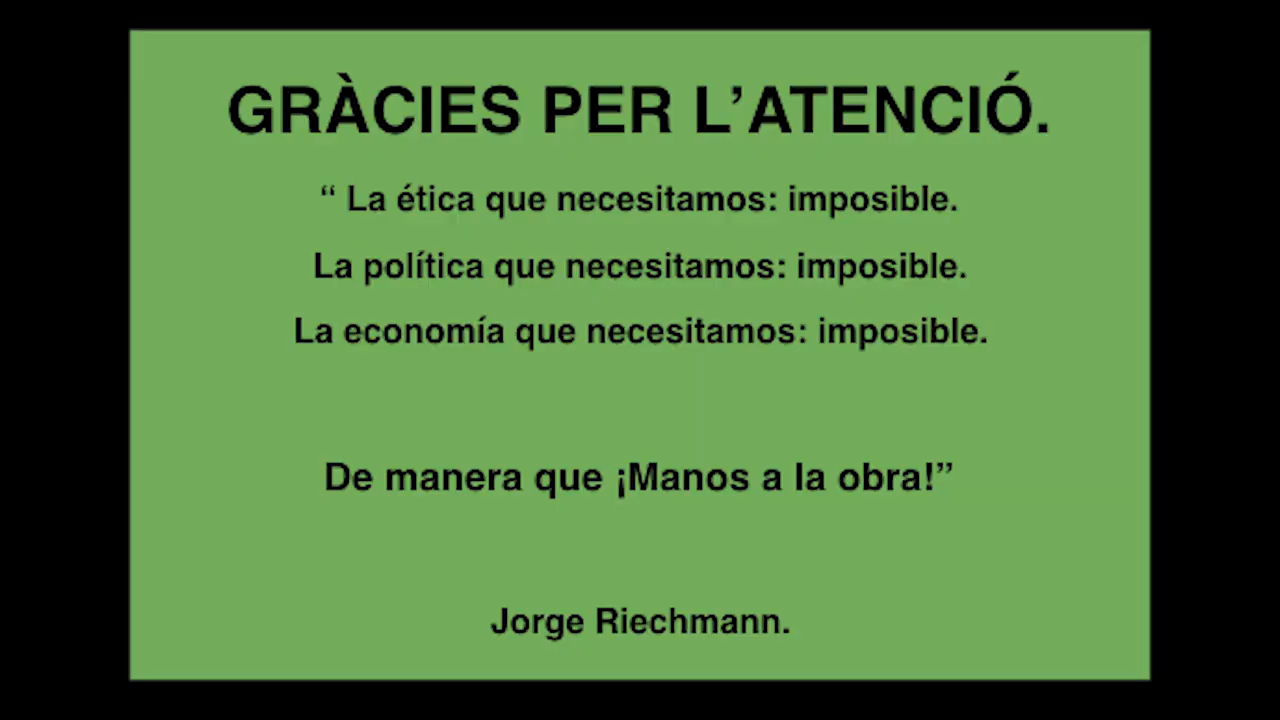 GRÀCIES PER L’ATENCIÓ.
“ La ética que necesitamos: imposible.
La política que necesitamos: imposible.
La economía que necesitamos: imposible.
De manera que ¡Manos a la obra!”
Jorge Riechmann.